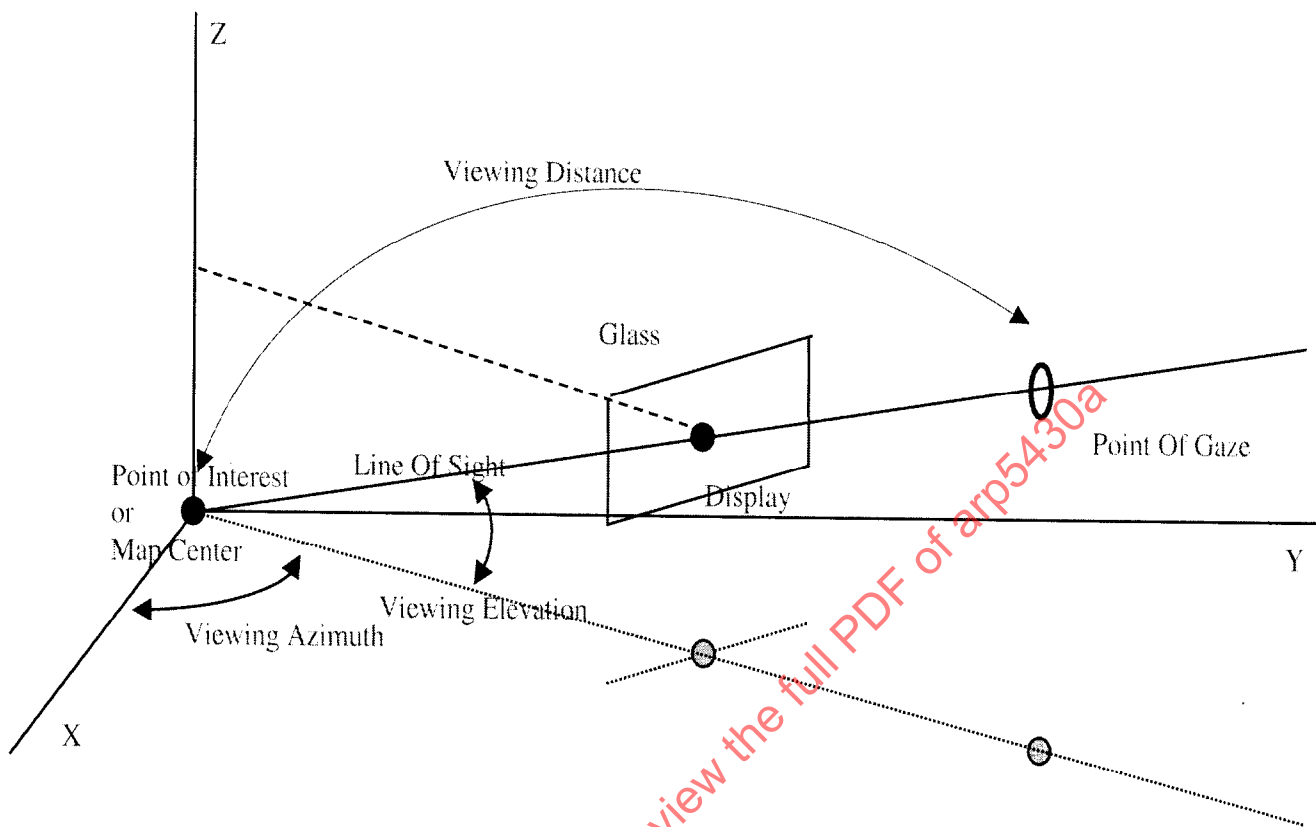 Z
Viewing Distance
Glass
Point Of Gaze
Line Of Sight
Point of Interest
or
Map Center
Display
Y
Viewing Elevation
Viewing Azimuth
X
view the full PDF of arp5430a